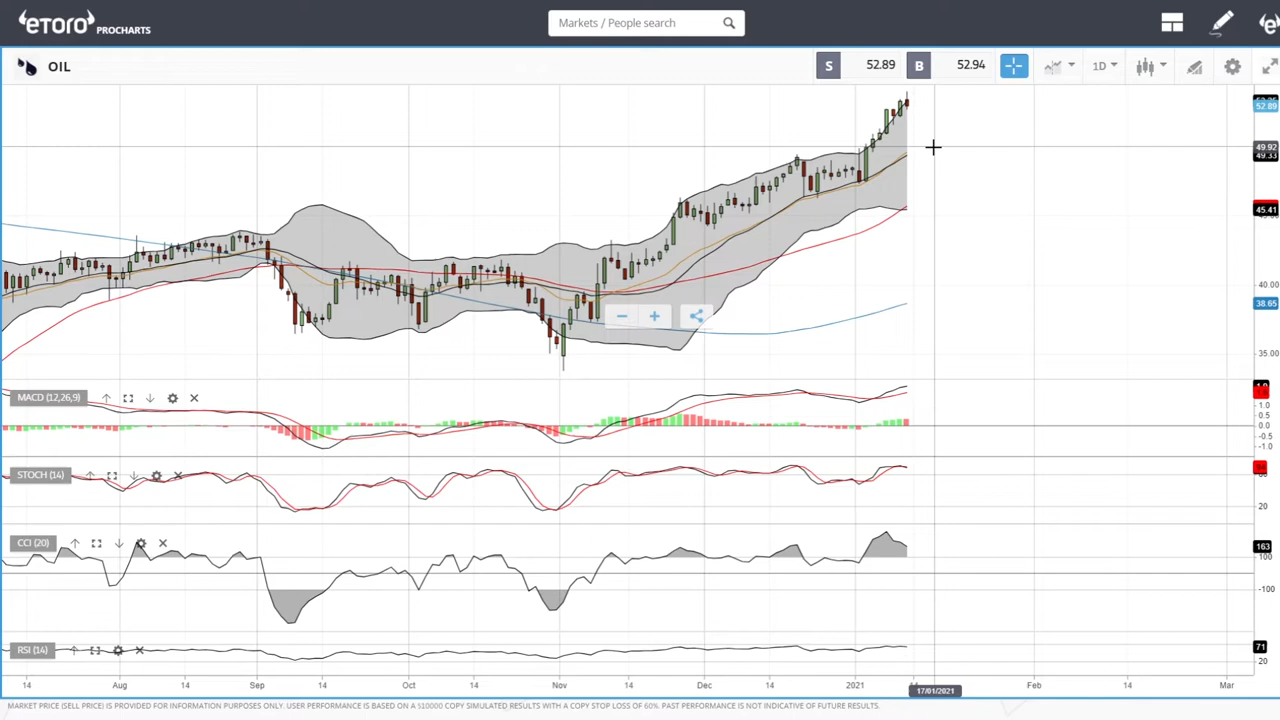 eTORO PROCHARTS
Markets / People search
OIL
S 52.89 B 52.94
1D
52.89
49.92
49.33
45.41
40.00
38.65
35.00
MACD (12,26,9)
1.0
0.0
-1.0
STOCH (14)
20
CCI (20)
163
100
-100
RSI (14)
71
20
14 Aug 14 Sep 14 Oct 14 Nov 14 Dec 14 2021 17/01/2021 Feb 14 Mar
MARKET PRICE (SELL PRICE) IS PROVIDED FOR INFORMATION PURPOSES ONLY. USER PERFORMANCE IS BASED ON A $10000 COPY SIMULATED RESULTS WITH A COPY STOP LOSS OF 60%. PAST PERFORMANCE IS NOT INDICATIVE OF FUTURE RESULTS.